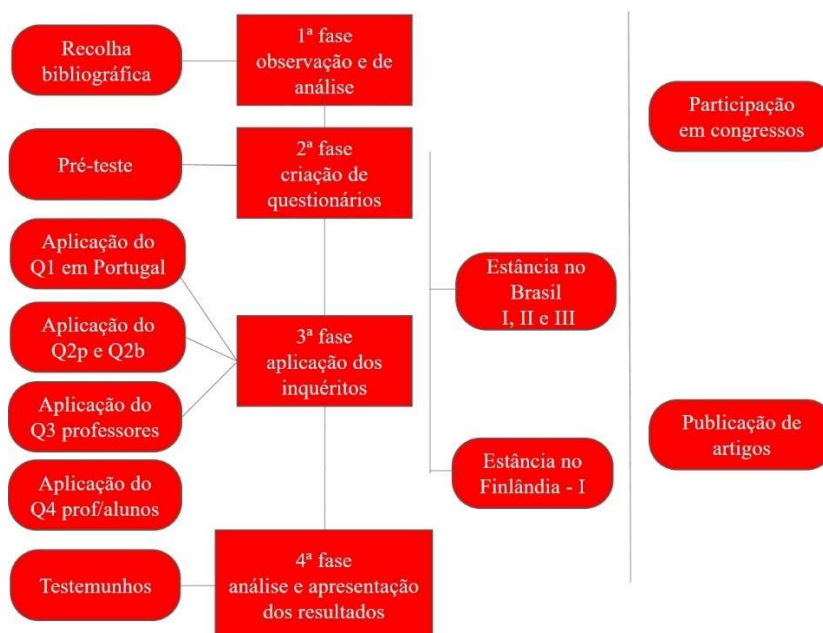 Recolha
bibliográfica
1ª fase
observação e de
análise
Participação
em congressos
Pré-teste
2ª fase
criação de
questionários
Aplicação do
Q1 em Portugal
Estância no
Brasil
I, II e III
Aplicação do
Q2p e Q2b
3ª fase
aplicação dos
inquéritos
Aplicação do
Q3 professores
Publicação de
artigos
Aplicação do
Q4 prof/alunos
Estância no
Finlândia - I
Testemunhos
4ª fase
análise e apresentação
dos resultados